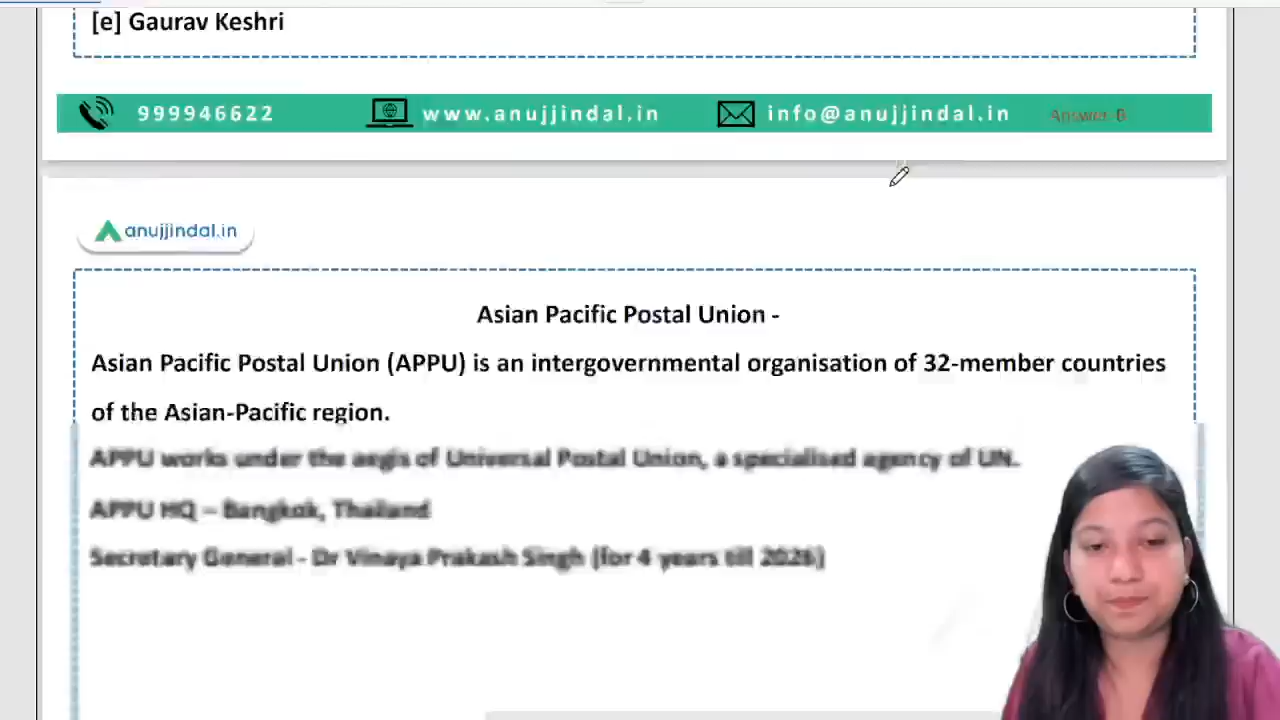 [e] Gaurav Keshri
999946622 www.anujjindal.in info@anujjindal.in Answer-B
anujjindal.in
Asian Pacific Postal Union -
Asian Pacific Postal Union (APPU) is an intergovernmental organisation of 32-member countries
of the Asian-Pacific region.
APPU works under the aegis of Universal Postal Union, a specialised agency of UN.
APPU HQ – Bangkok, Thailand
Secretary General - Dr Vinaya Prakash Singh (for 4 years till 2026)